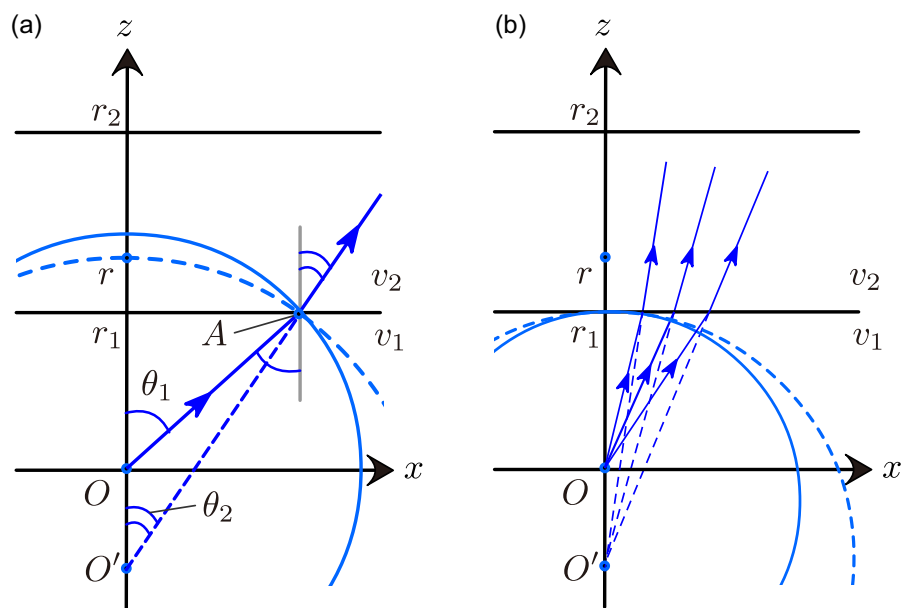 (a)
z
r₂
r
v₂
r₁
A
v₁
θ₁
O
x
θ₂
O′
(b)
z
r₂
r
v₂
r₁
v₁
O
x
O′